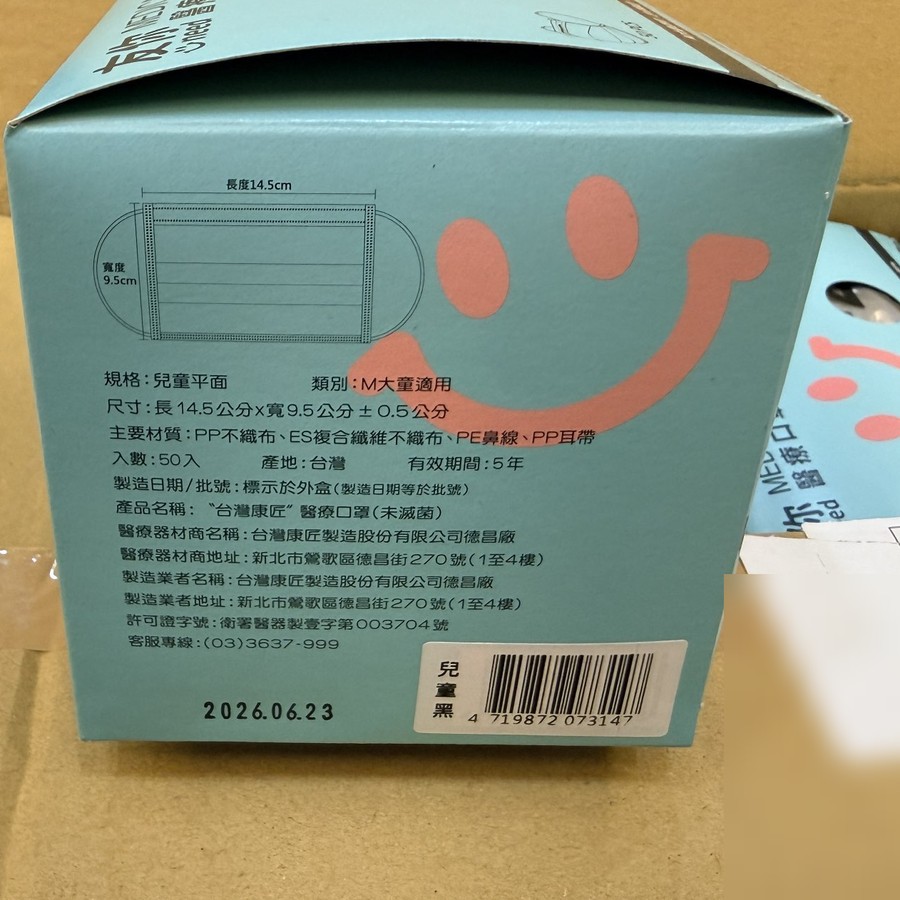 友你 MED
U need 醫療
長度14.5cm
寬度
9.5cm
規格：兒童平面 類別：M大童適用
尺寸：長14.5公分x寬9.5公分±0.5公分
主要材質：PP不織布、ES複合纖維不織布、PE鼻線、PP耳帶
入數：50入 產地：台灣 有效期間：5年
製造日期/批號：標示於外盒(製造日期等於批號)
產品名稱：“台灣康匠”醫療口罩(未滅菌)
醫療器材商名稱：台灣康匠製造股份有限公司德昌廠
醫療器材商地址：新北市鶯歌區德昌街270號(1至4樓)
製造業者名稱：台灣康匠製造股份有限公司德昌廠
製造業者地址：新北市鶯歌區德昌街270號(1至4樓)
許可證字號：衛署醫器製壹字第003704號
客服專線：(03)3637-999
2026.06.23
兒童黑
4 719872 073147
你 MED
醫療口